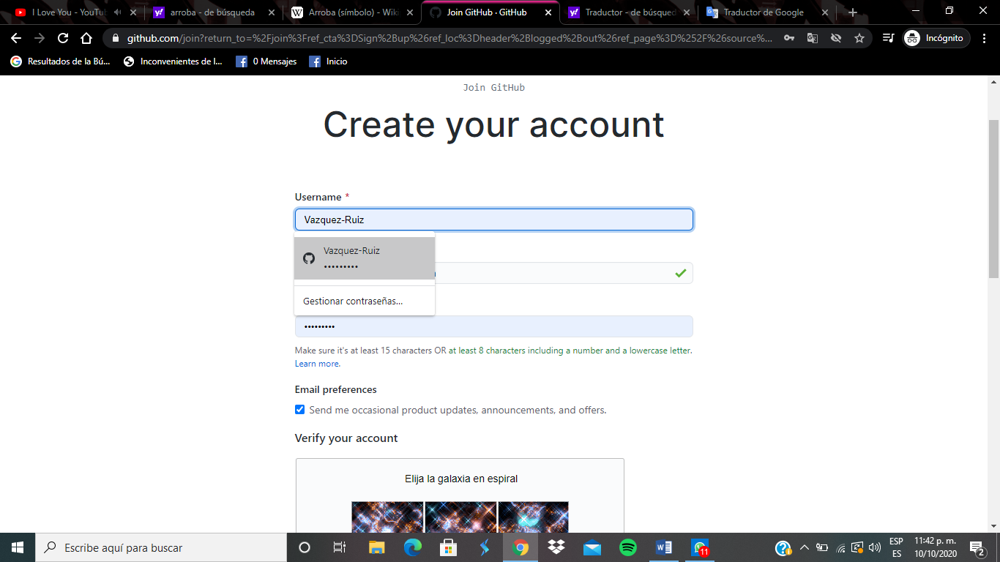 I Love You - YouTub
arroba - de búsqueda
Arroba (símbolo) - Wiki
Join GitHub · GitHub
Traductor - de búsqued
Traductor de Google
github.com/join?return_to=%2Fjoin%3Fref_cta%3DSign%2Bup%26ref_loc%3Dheader%2Blogged%2Bout%26ref_page%3D%252F%26source%...
Incógnito
Resultados de la Bú...
Inconvenientes de l...
0 Mensajes
Inicio
Join GitHub
Create your account
Username *
Vazquez-Ruiz
Vazquez-Ruiz
•••••••••
Gestionar contraseñas...
•••••••••
Make sure it's at least 15 characters OR at least 8 characters including a number and a lowercase letter.
Learn more.
Email preferences
Send me occasional product updates, announcements, and offers.
Verify your account
Elija la galaxia en espiral
Escribe aquí para buscar
11
ESP
ES
11:42 p. m.
10/10/2020
2